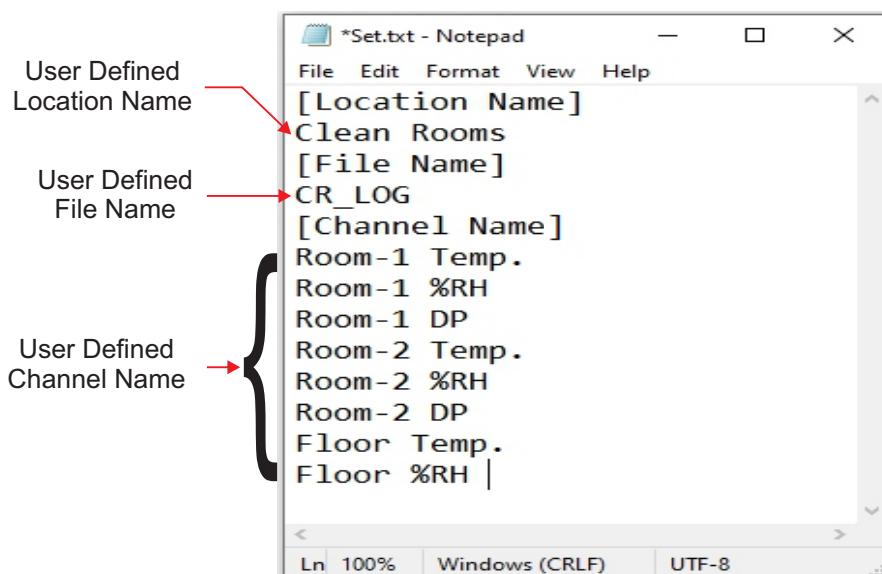 *Set.txt - Notepad
File Edit Format View Help
User Defined
Location Name
[Location Name]
Clean Rooms
[File Name]
User Defined
File Name
CR_LOG
[Channel Name]
User Defined
Channel Name
Room-1 Temp.
Room-1 %RH
Room-1 DP
Room-2 Temp.
Room-2 %RH
Room-2 DP
Floor Temp.
Floor %RH
Ln 100% Windows (CRLF) UTF-8